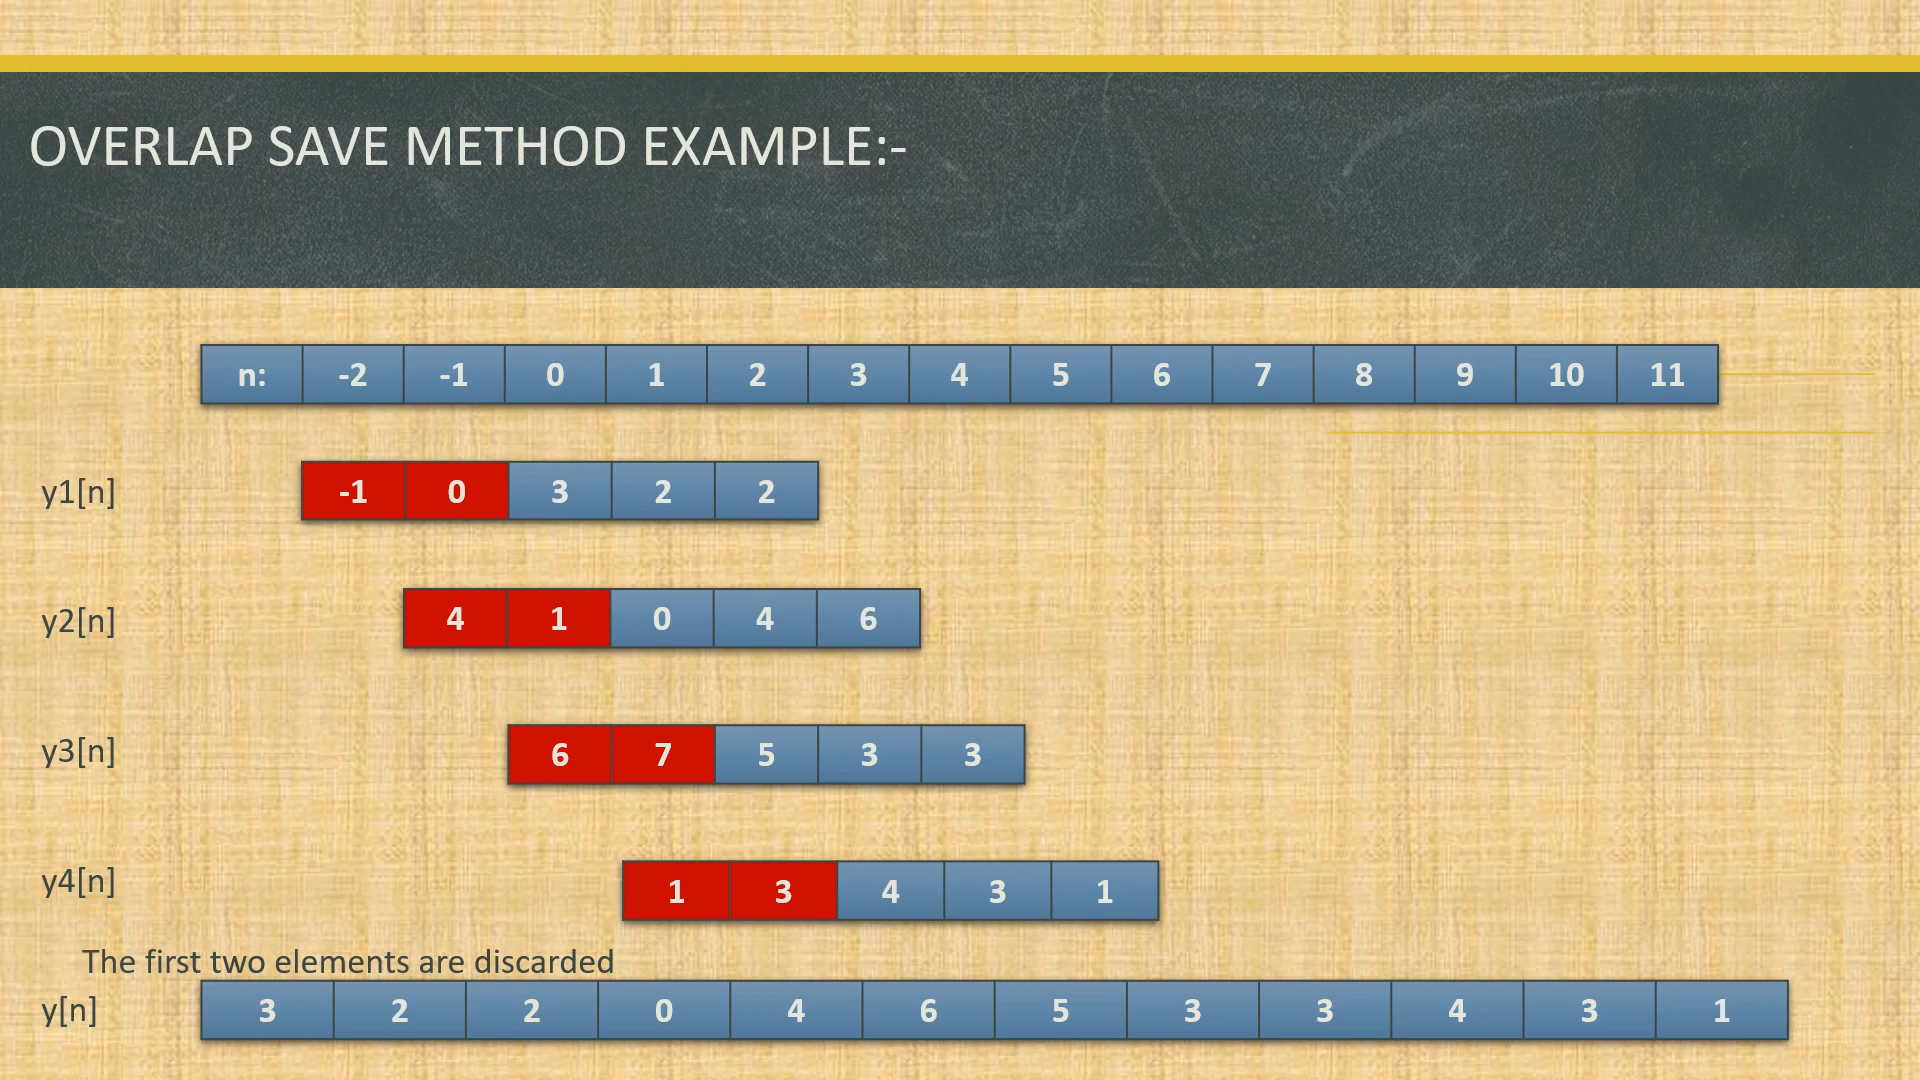 OVERLAP SAVE METHOD EXAMPLE:-
n: -2 -1 0 1 2 3 4 5 6 7 8 9 10 11
y1[n] -1 0 3 2 2
y2[n] 4 1 0 4 6
y3[n] 6 7 5 3 3
y4[n] 1 3 4 3 1
The first two elements are discarded
y[n] 3 2 2 0 4 6 5 3 3 4 3 1